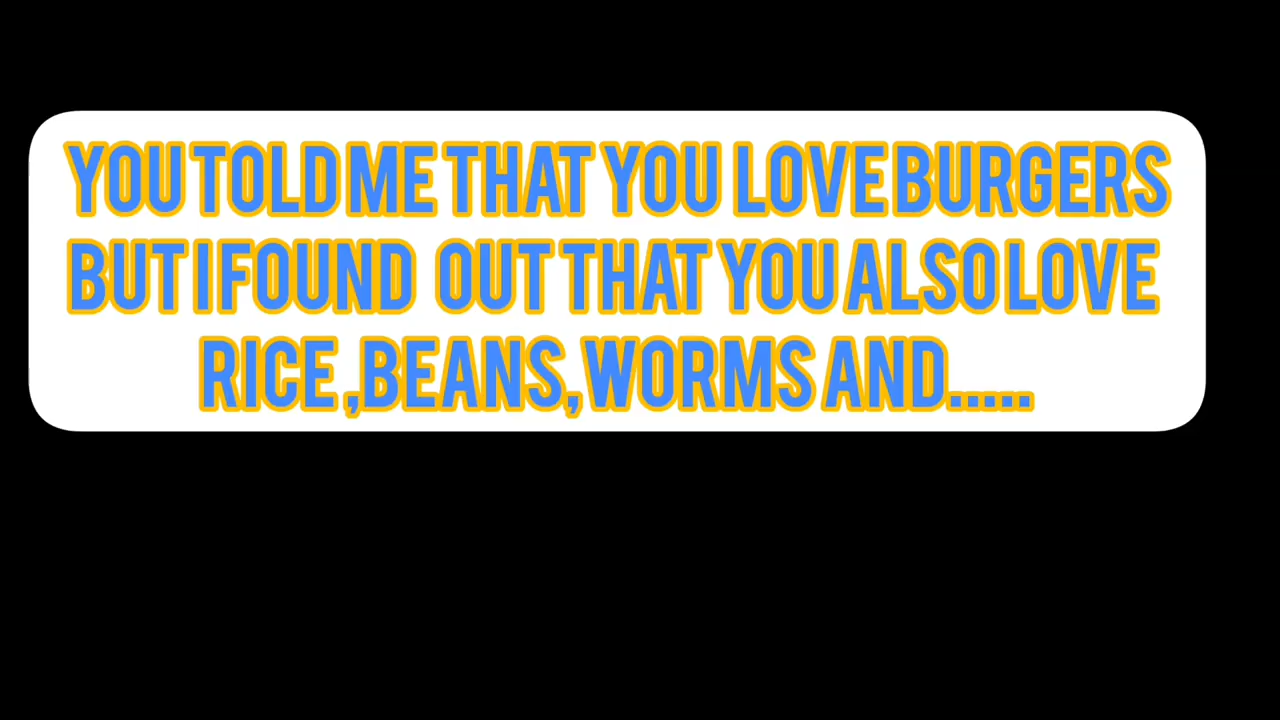 YOU TOLD ME THAT YOU LOVE BURGERS
BUT I FOUND OUT THAT YOU ALSO LOVE
RICE ,BEANS, WORMS AND.....